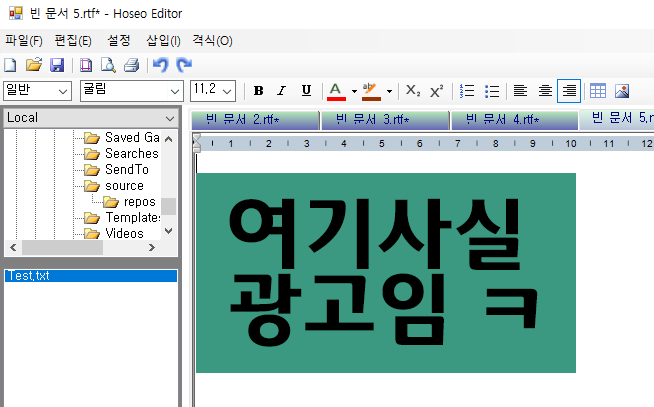 빈 문서 5.rtf* - Hoseo Editor
파일(F) 편집(E) 설정 삽입(I) 격식(O)
일반 굴림 11,2 B I U A X₂ X²
Local
빈 문서 2.rtf* 빈 문서 3.rtf* 빈 문서 4.rtf* 빈 문서 5.r
1 2 3 4 5 6 7 8 9 10 11 12
Saved Ga
Searches
SendTo
source
repos
Template
Videos
Test,txt
여기사실
광고임 ㅋ